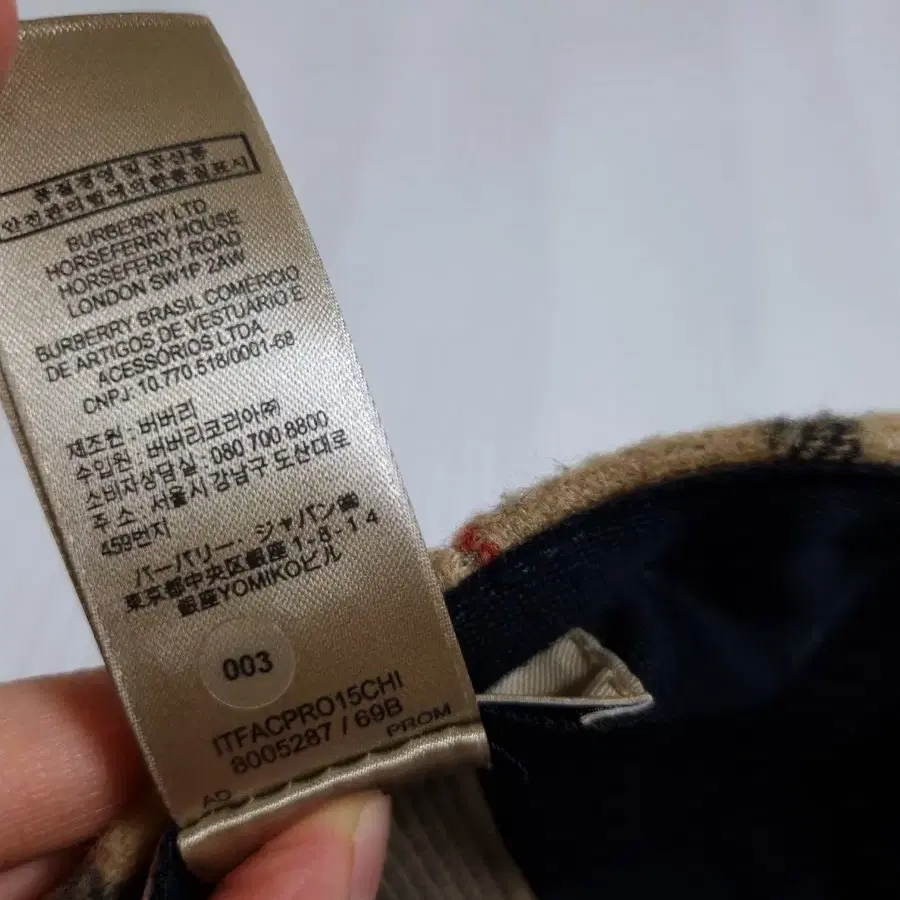 품질경영 및 공산품
안전관리법에의한품질표시
BURBERRY LTD
HORSEFERRY HOUSE
HORSEFERRY ROAD
LONDON SW1P 2AW
BURBERRY BRASIL COMERCIO
DE ARTIGOS DE VESTUÁRIO E
ACESSÓRIOS LTDA
CNPJ: 10.770.518/0001-68
제조원 : 버버리
수입원 : 버버리코리아㈜
소비자상담실 : 080 700 8800
주소 : 서울시 강남구 도산대로
459번지
バーバリー・ジャパン㈱
東京都中央区銀座 1-8-14
銀座YOMIKOビル
003
ITFACPRO15CHI
8005287 / 69B
PROM
AD